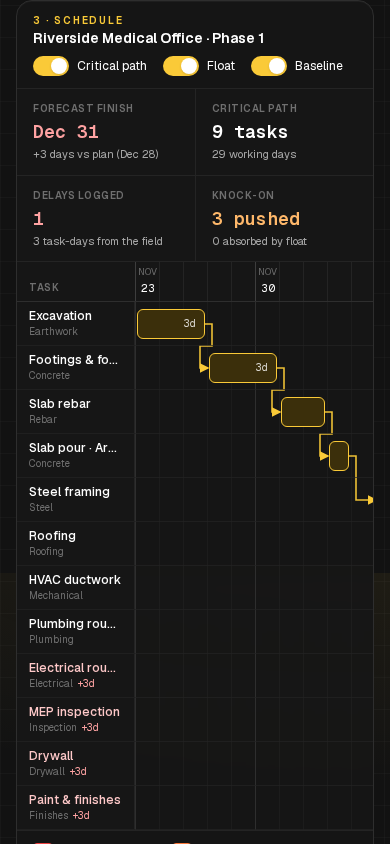 3 · SCHEDULE
Riverside Medical Office · Phase 1
Critical path Float Baseline
FORECAST FINISH CRITICAL PATH
Dec 31 9 tasks
+3 days vs plan (Dec 28) 29 working days
DELAYS LOGGED KNOCK-ON
1 3 pushed
3 task-days from the field 0 absorbed by float
NOV NOV
TASK 23 30
Excavation 3d
Earthwork
Footings & fo… 3d
Concrete
Slab rebar
Rebar
Slab pour · Ar…
Concrete
Steel framing
Steel
Roofing
Roofing
HVAC ductwork
Mechanical
Plumbing rou…
Plumbing
Electrical rou…
Electrical +3d
MEP inspection
Inspection +3d
Drywall
Drywall +3d
Paint & finishes
Finishes +3d